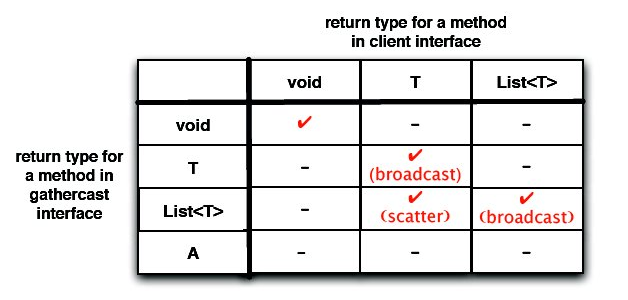 return type for a method
in client interface
void T List<T>
void ✓ – –
return type for
a method in
gathercast
interface
T – ✓ (broadcast) –
List<T> – ✓ (scatter) ✓ (broadcast)
A – – –